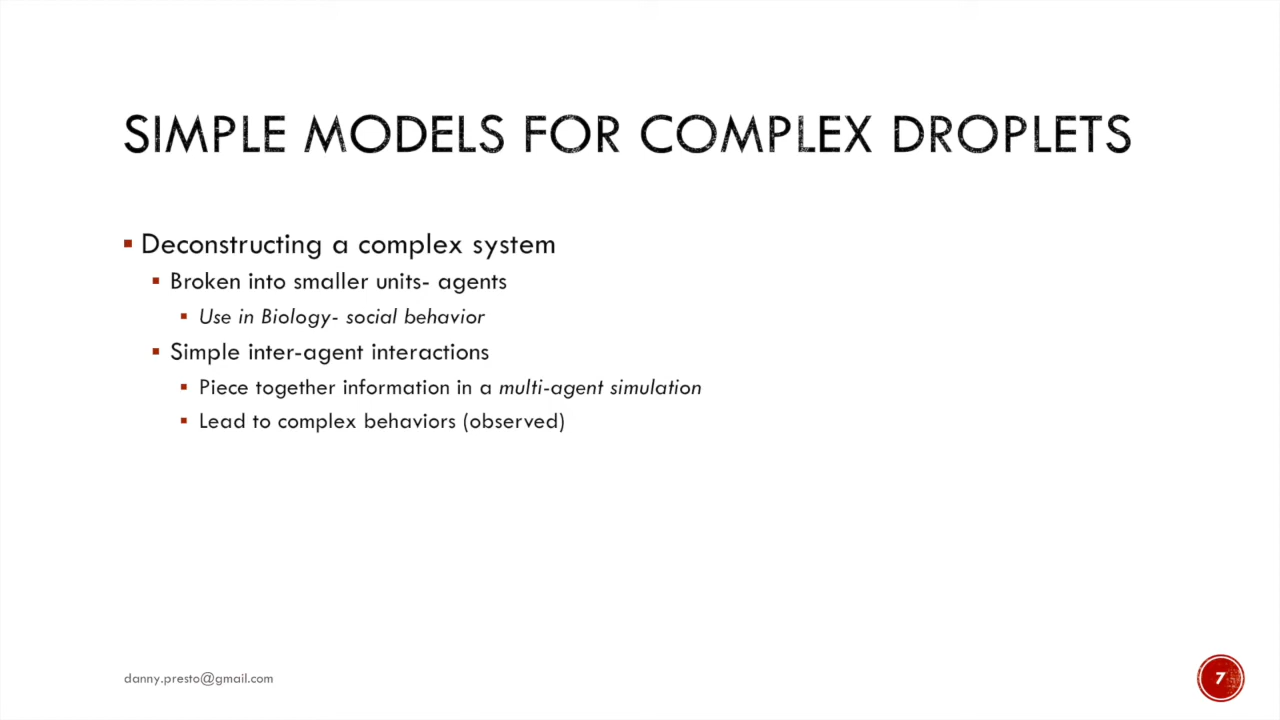 SIMPLE MODELS FOR COMPLEX DROPLETS
Deconstructing a complex system
Broken into smaller units- agents
Use in Biology- social behavior
Simple inter-agent interactions
Piece together information in a multi-agent simulation
Lead to complex behaviors (observed)
danny.presto@gmail.com
7